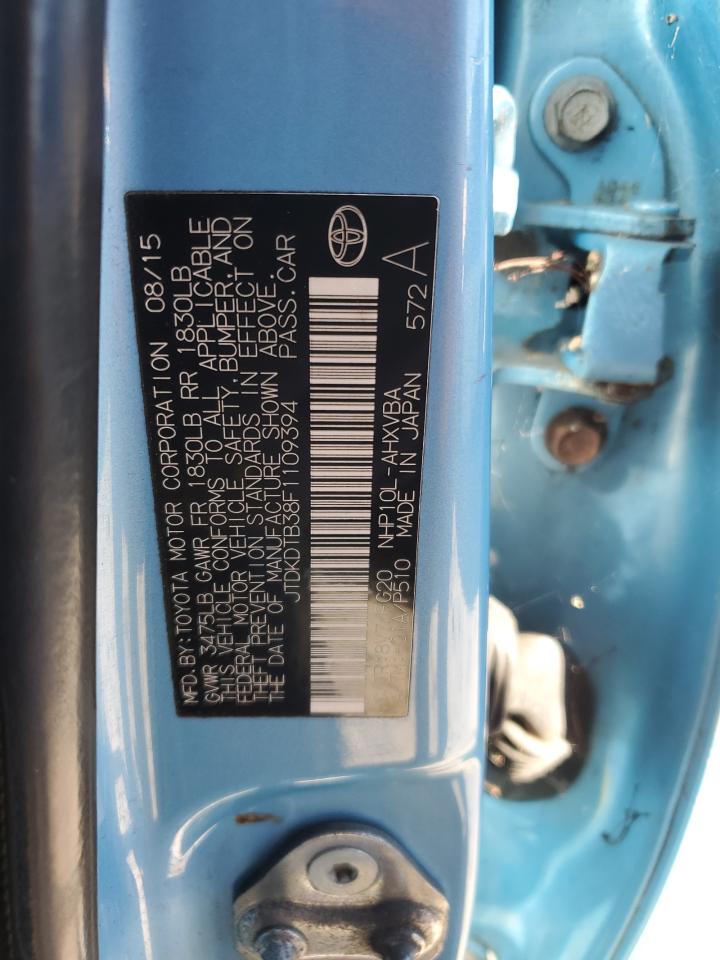 MFD.BY:TOYOTA MOTOR CORPORATION 08/15
GVWR 3475LB GAWR FR 1830LB RR 1830LB
THIS VEHICLE CONFORMS TO ALL APPLICABLE
FEDERAL MOTOR VEHICLE SAFETY,BUMPER,AND
THEFT PREVENTION STANDARDS IN EFFECT ON
THE DATE OF MANUFACTURE SHOWN ABOVE.
JTDKDTB38F1109394 PASS.CAR
NHP10L-AHXVBA 572 A
/P510 MADE IN JAPAN